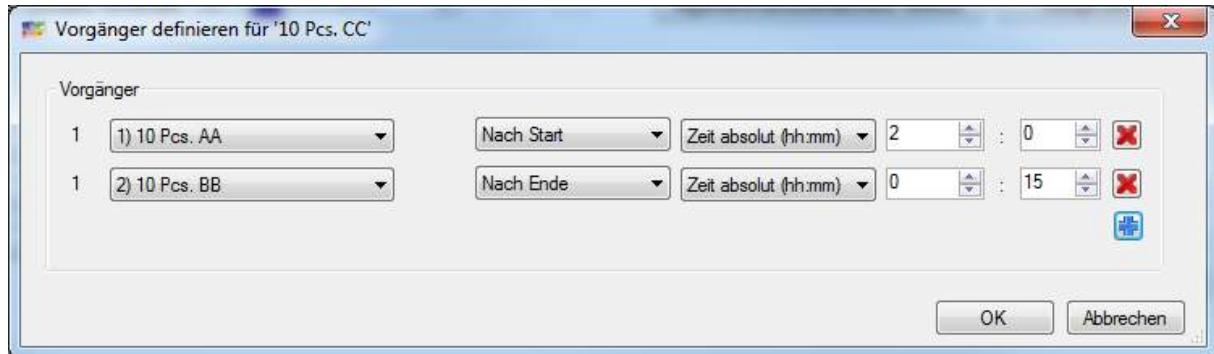 Vorgänger definieren für '10 Pcs. CC'
Vorgänger
1 1) 10 Pcs. AA Nach Start Zeit absolut (hh:mm) 2 : 0
1 2) 10 Pcs. BB Nach Ende Zeit absolut (hh:mm) 0 : 15
OK Abbrechen